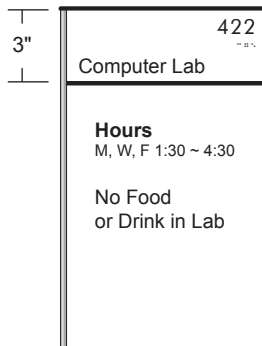 422
3"
Computer Lab
Hours
M, W, F 1:30 ~ 4:30
No Food
or Drink in Lab